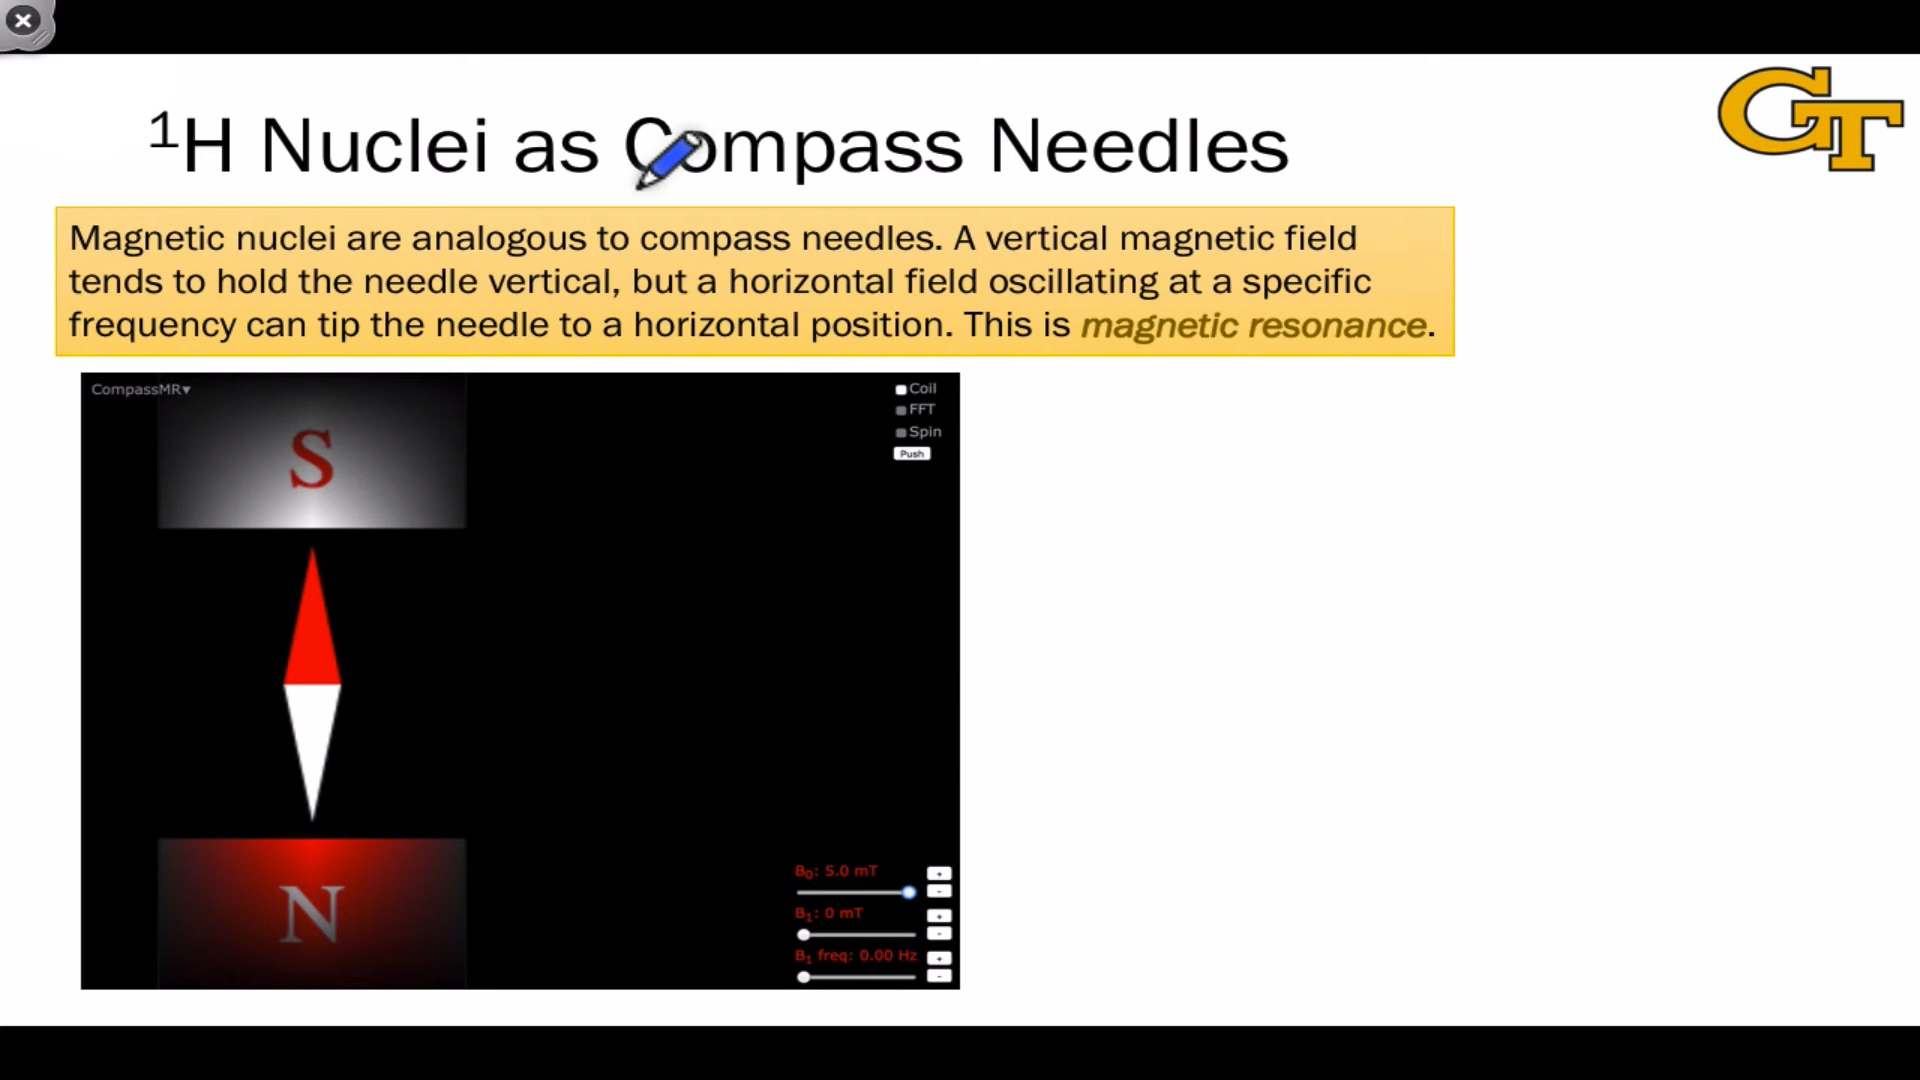 ¹H Nuclei as Compass Needles
GT
Magnetic nuclei are analogous to compass needles. A vertical magnetic field
tends to hold the needle vertical, but a horizontal field oscillating at a specific
frequency can tip the needle to a horizontal position. This is magnetic resonance.
CompassMR▾
Coil
FFT
Spin
Push
S
N
B₀: 5.0 mT
+
-
B₁: 0 mT
+
-
B₁ freq: 0.00 Hz
+
-